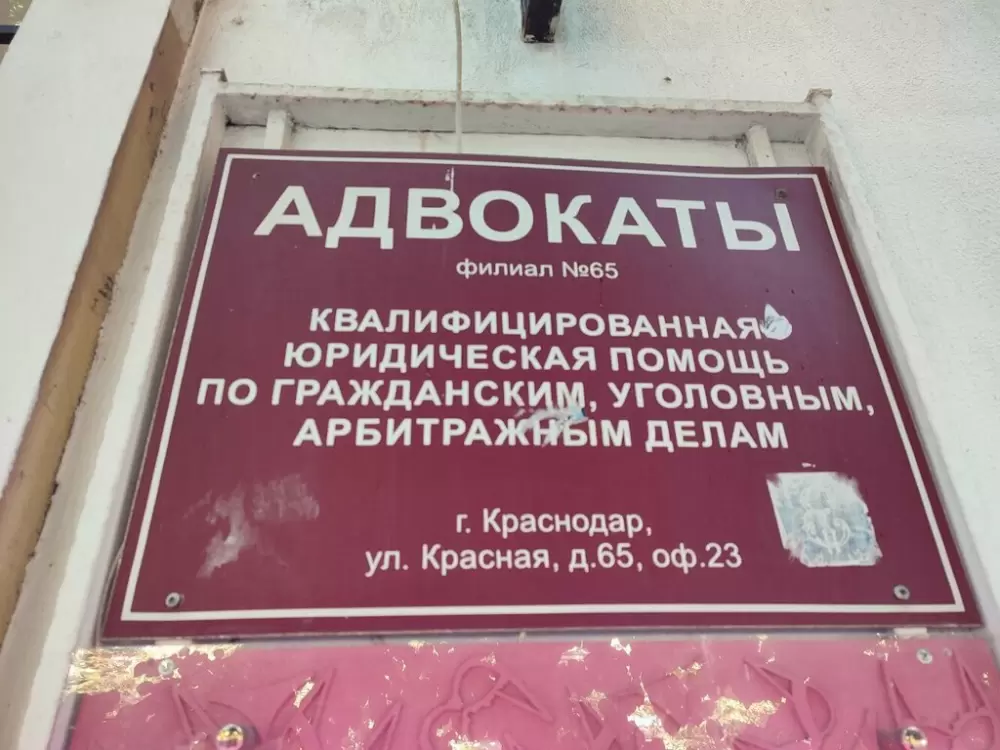 АДВОКАТЫ
филиал №65
КВАЛИФИЦИРОВАННАЯ
ЮРИДИЧЕСКАЯ ПОМОЩЬ
ПО ГРАЖДАНСКИМ, УГОЛОВНЫМ,
АРБИТРАЖНЫМ ДЕЛАМ
г. Краснодар,
ул. Красная, д.65, оф.23